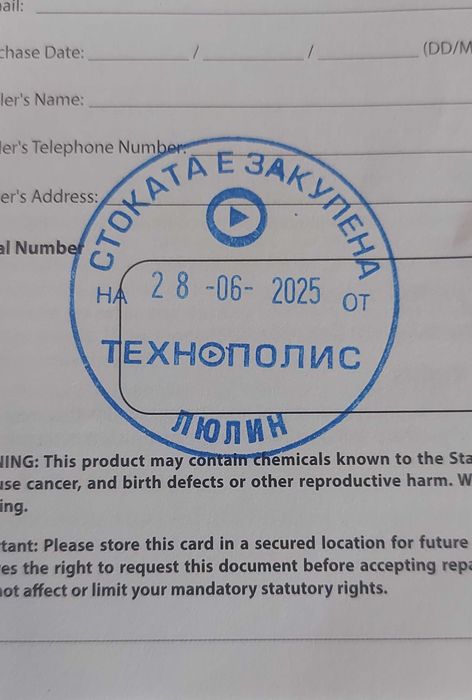 ail:
chase Date: / / (DD/M
ler's Name:
ler's Telephone Number:
er's Address:
al Number
СТОКАТА Е ЗАКУПЕНА
НА 28 -06- 2025 ОТ
ТЕХНОПОЛИС
ЛЮЛИН
NING: This product may contain chemicals known to the Sta
use cancer, and birth defects or other reproductive harm. W
ing.
tant: Please store this card in a secured location for future
es the right to request this document before accepting repa
not affect or limit your mandatory statutory rights.